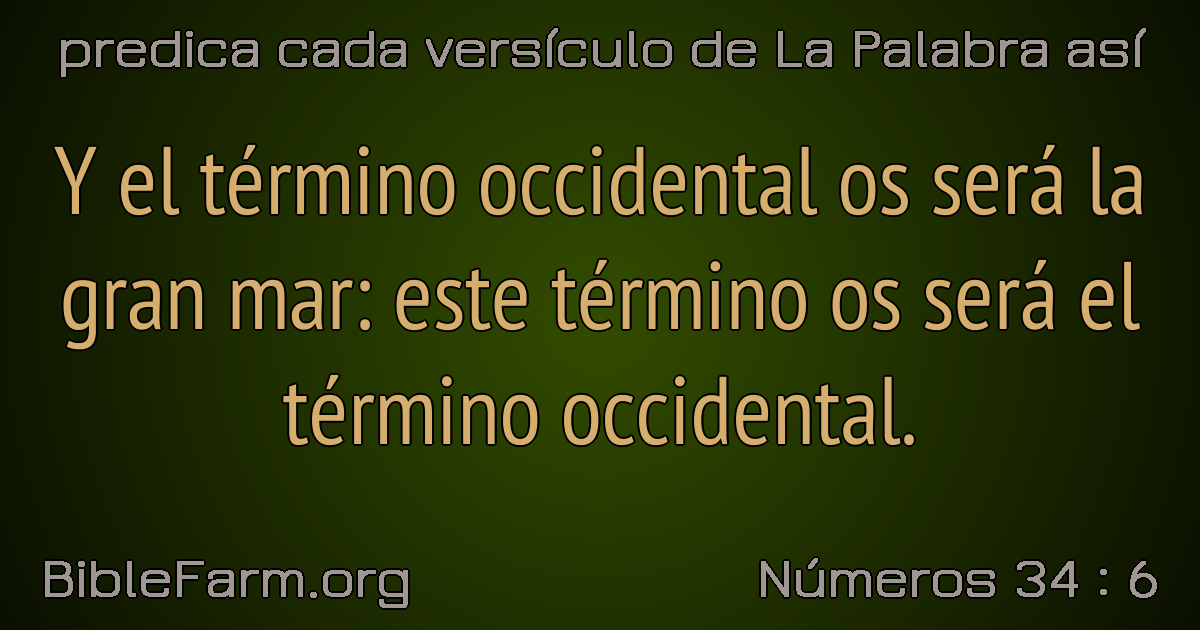 predica cada versículo de La Palabra así
Y el término occidental os será la
gran mar: este término os será el
término occidental.
BibleFarm.org
Números 34 : 6